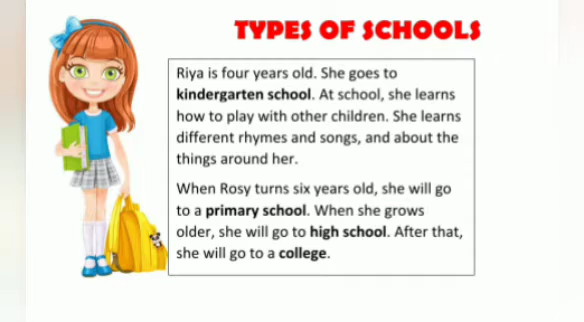 TYPES OF SCHOOLS
Riya is four years old. She goes to
kindergarten school. At school, she learns
how to play with other children. She learns
different rhymes and songs, and about the
things around her.
When Rosy turns six years old, she will go
to a primary school. When she grows
older, she will go to high school. After that,
she will go to a college.